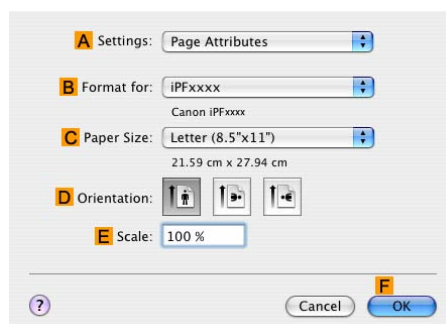 A Settings: Page Attributes
B Format for: iPFxxxx
Canon iPFxxxx
C Paper Size: Letter (8.5"x11")
21.59 cm x 27.94 cm
D Orientation:
E Scale: 100 %
F
? Cancel OK